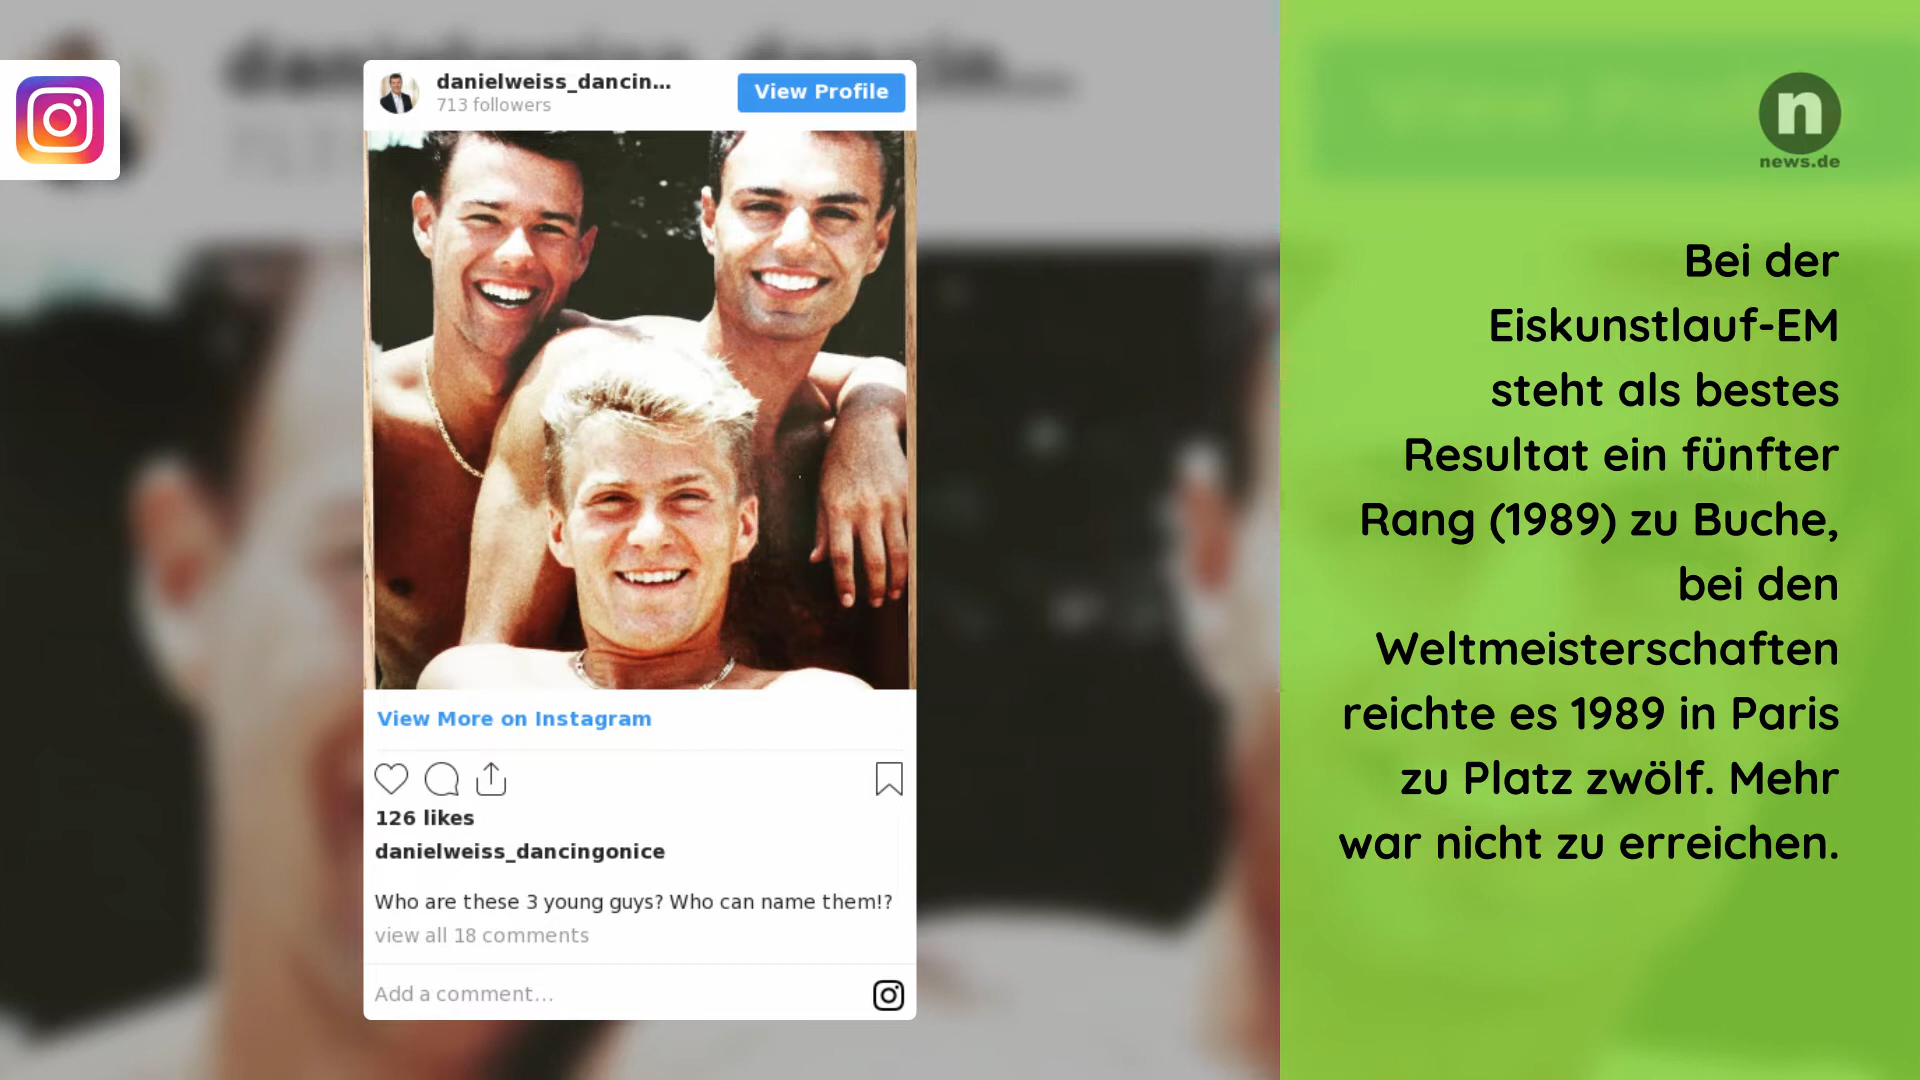 danielweiss_dancin...
713 followers
View Profile
View More on Instagram
126 likes
danielweiss_dancingonice
Who are these 3 young guys? Who can name them!?
view all 18 comments
Add a comment...
n
news.de
Bei der
Eiskunstlauf-EM
steht als bestes
Resultat ein fünfter
Rang (1989) zu Buche,
bei den
Weltmeisterschaften
reichte es 1989 in Paris
zu Platz zwölf. Mehr
war nicht zu erreichen.